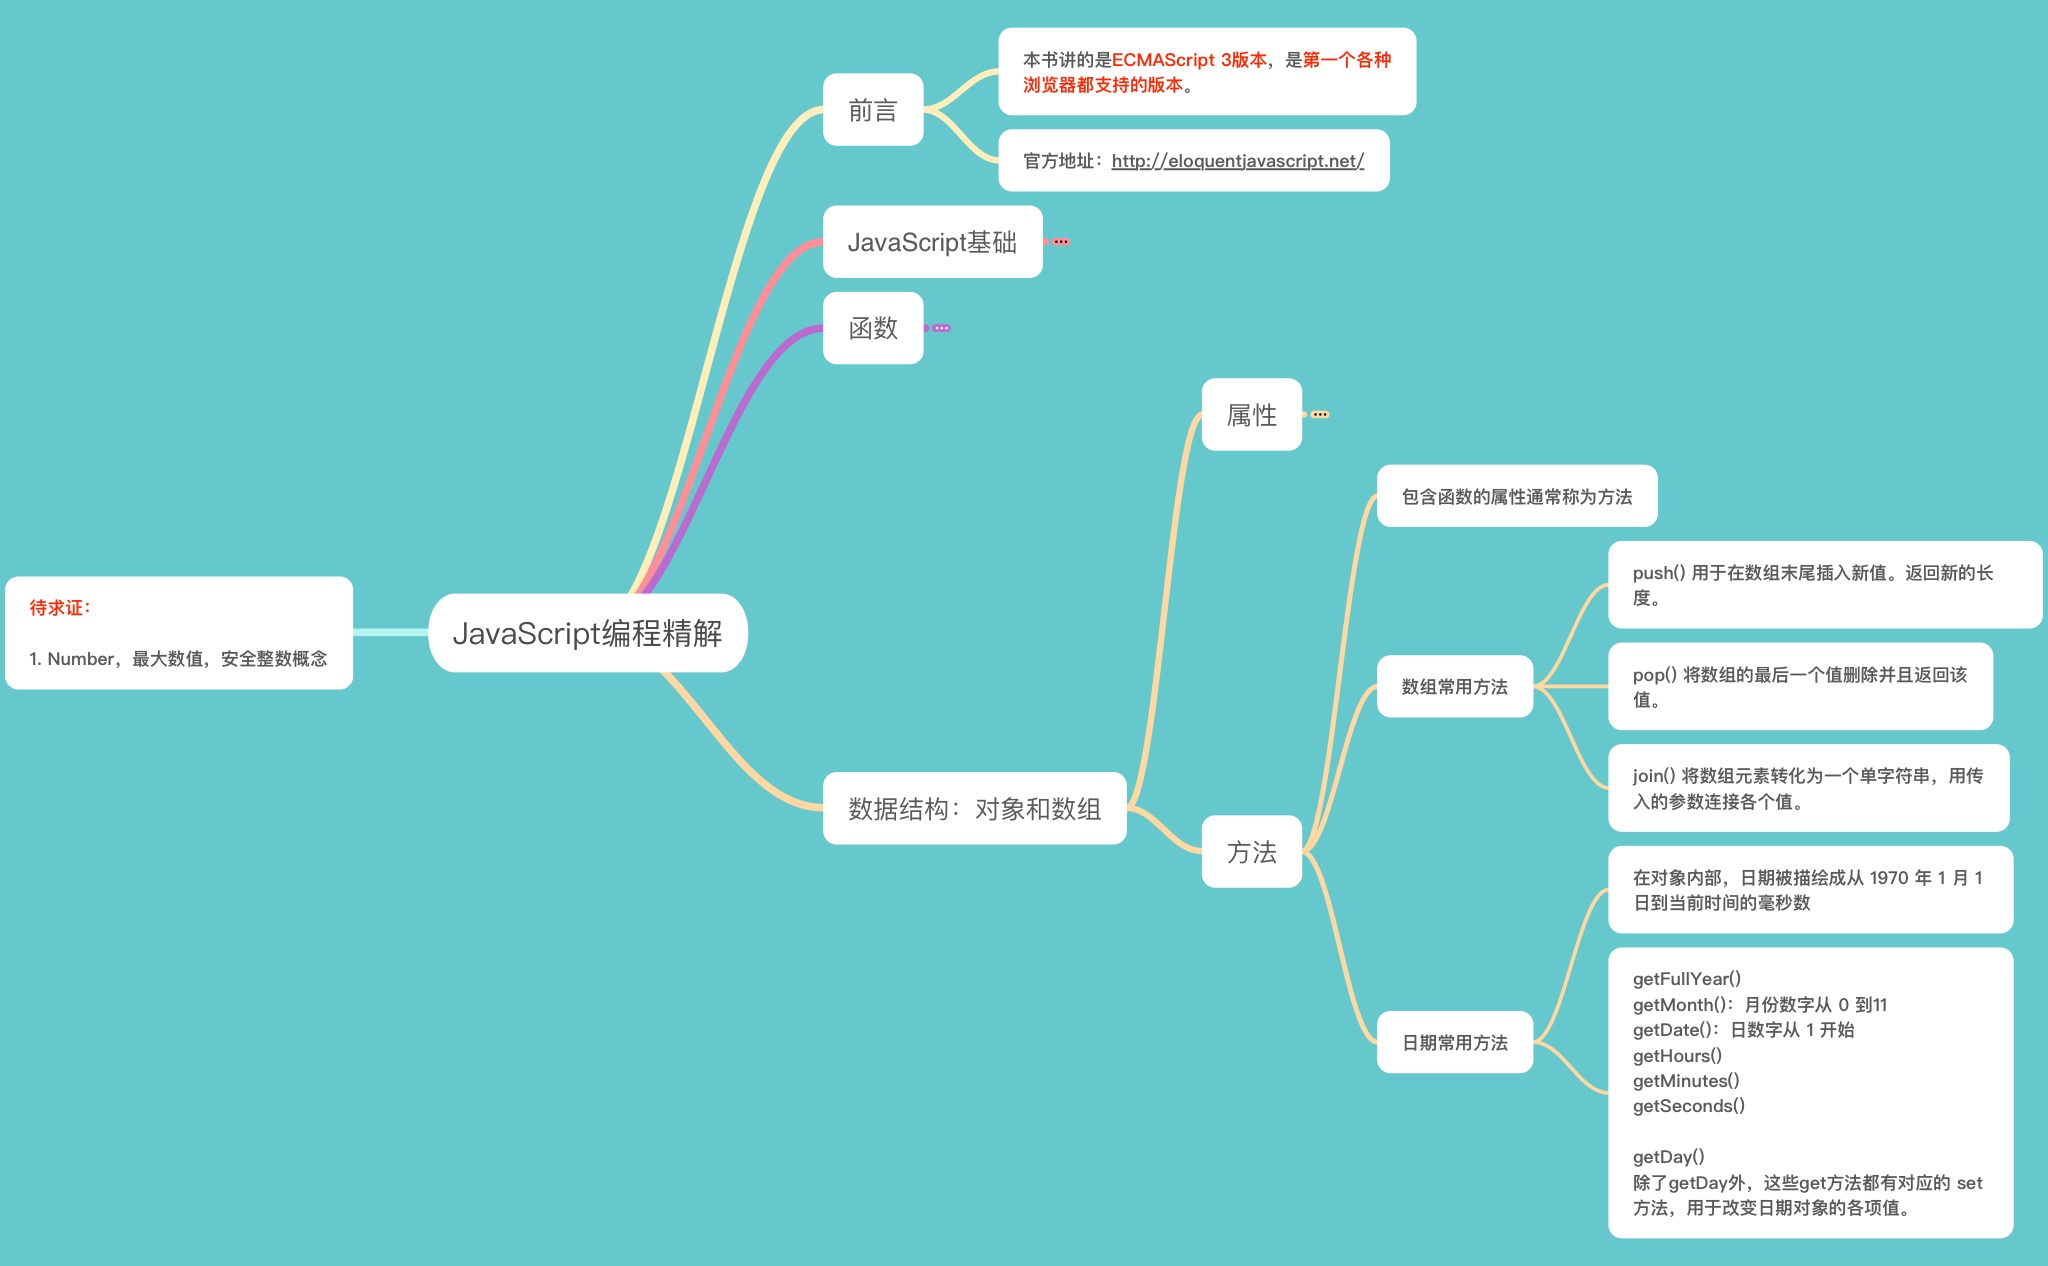 本书讲的是ECMAScript 3版本，是第一个各种
浏览器都支持的版本。
前言
官方地址：http://eloquentjavascript.net/
JavaScript基础
函数
属性
包含函数的属性通常称为方法
push() 用于在数组末尾插入新值。返回新的长
度。
待求证：
1. Number，最大数值，安全整数概念
JavaScript编程精解
数组常用方法
pop() 将数组的最后一个值删除并且返回该
值。
join() 将数组元素转化为一个单字符串，用传
入的参数连接各个值。
数据结构：对象和数组
方法
在对象内部，日期被描绘成从 1970 年 1 月 1
日到当前时间的毫秒数
日期常用方法
getFullYear()
getMonth()：月份数字从 0 到11
getDate()：日数字从 1 开始
getHours()
getMinutes()
getSeconds()
getDay()
除了getDay外，这些get方法都有对应的 set
方法，用于改变日期对象的各项值。